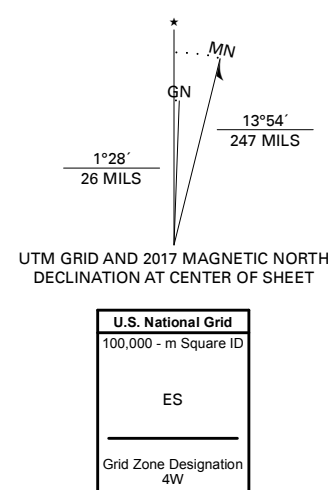 ★
MN
GN
13°54´
247 MILS
1°28´
26 MILS
UTM GRID AND 2017 MAGNETIC NORTH
DECLINATION AT CENTER OF SHEET
U.S. National Grid
100,000 - m Square ID
ES
Grid Zone Designation
4W